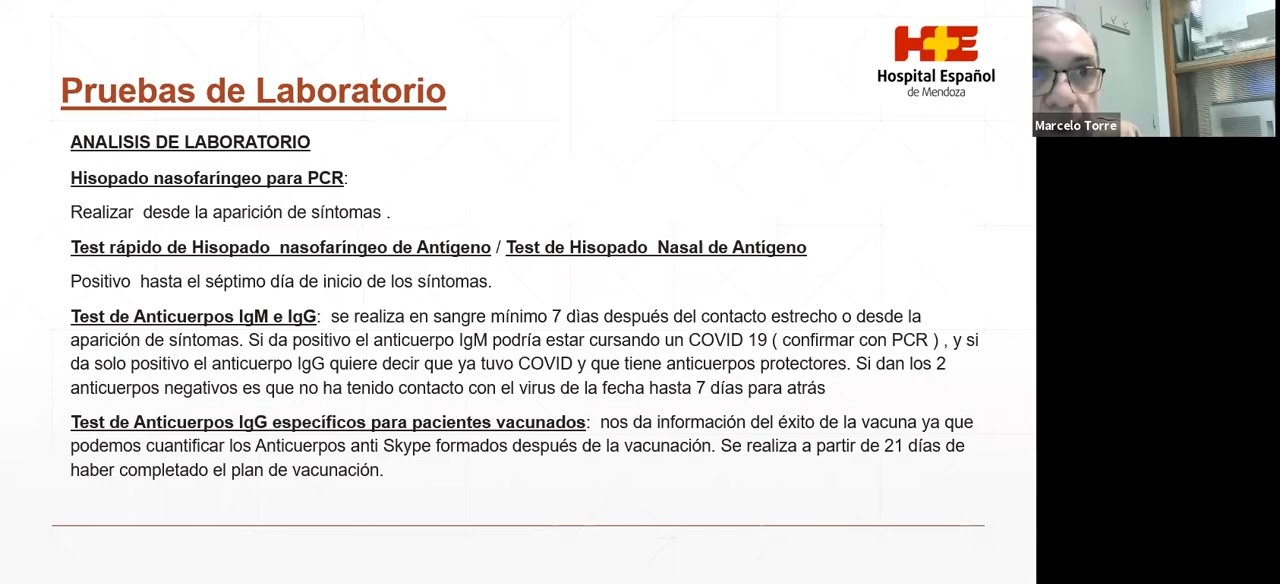 HE
Hospital Español
de Mendoza
Marcelo Torre
Pruebas de Laboratorio
ANALISIS DE LABORATORIO
Hisopado nasofaríngeo para PCR:
Realizar desde la aparición de síntomas .
Test rápido de Hisopado nasofaríngeo de Antígeno / Test de Hisopado Nasal de Antígeno
Positivo hasta el séptimo día de inicio de los síntomas.
Test de Anticuerpos IgM e IgG: se realiza en sangre mínimo 7 dìas después del contacto estrecho o desde la
aparición de síntomas. Si da positivo el anticuerpo IgM podría estar cursando un COVID 19 ( confirmar con PCR ) , y si
da solo positivo el anticuerpo IgG quiere decir que ya tuvo COVID y que tiene anticuerpos protectores. Si dan los 2
anticuerpos negativos es que no ha tenido contacto con el virus de la fecha hasta 7 días para atrás
Test de Anticuerpos IgG específicos para pacientes vacunados: nos da información del éxito de la vacuna ya que
podemos cuantificar los Anticuerpos anti Skype formados después de la vacunación. Se realiza a partir de 21 días de
haber completado el plan de vacunación.